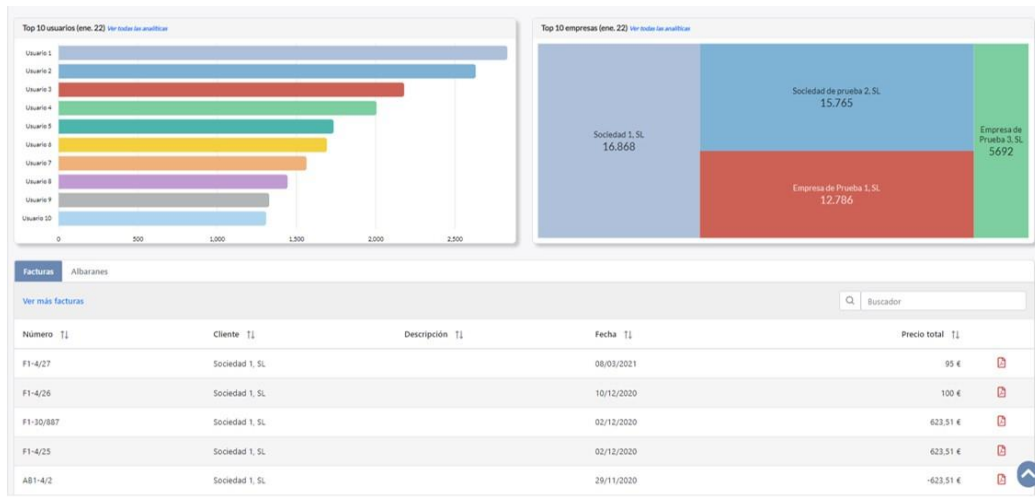 Top 10 usuarios (ene. 22) Ver todas las analíticas
Usuario 1
Usuario 2
Usuario 3
Usuario 4
Usuario 5
Usuario 6
Usuario 7
Usuario 8
Usuario 9
Usuario 10
0 500 1,000 1,500 2,000 2,500
Top 10 empresas (ene. 22) Ver todas las analíticas
Sociedad 1, SL
16.868
Sociedad de prueba 2, SL
15.765
Empresa de Prueba 1, SL
12.786
Empresa de
Prueba 3, SL
5692
Facturas Albaranes
Ver más facturas Buscador
Número Cliente Descripción Fecha Precio total
F1-4/27 Sociedad 1, SL 08/03/2021 95 €
F1-4/26 Sociedad 1, SL 10/12/2020 100 €
F1-30/887 Sociedad 1, SL 02/12/2020 623,51 €
F1-4/25 Sociedad 1, SL 02/12/2020 623,51 €
AB1-4/2 Sociedad 1, SL 29/11/2020 -623,51 €